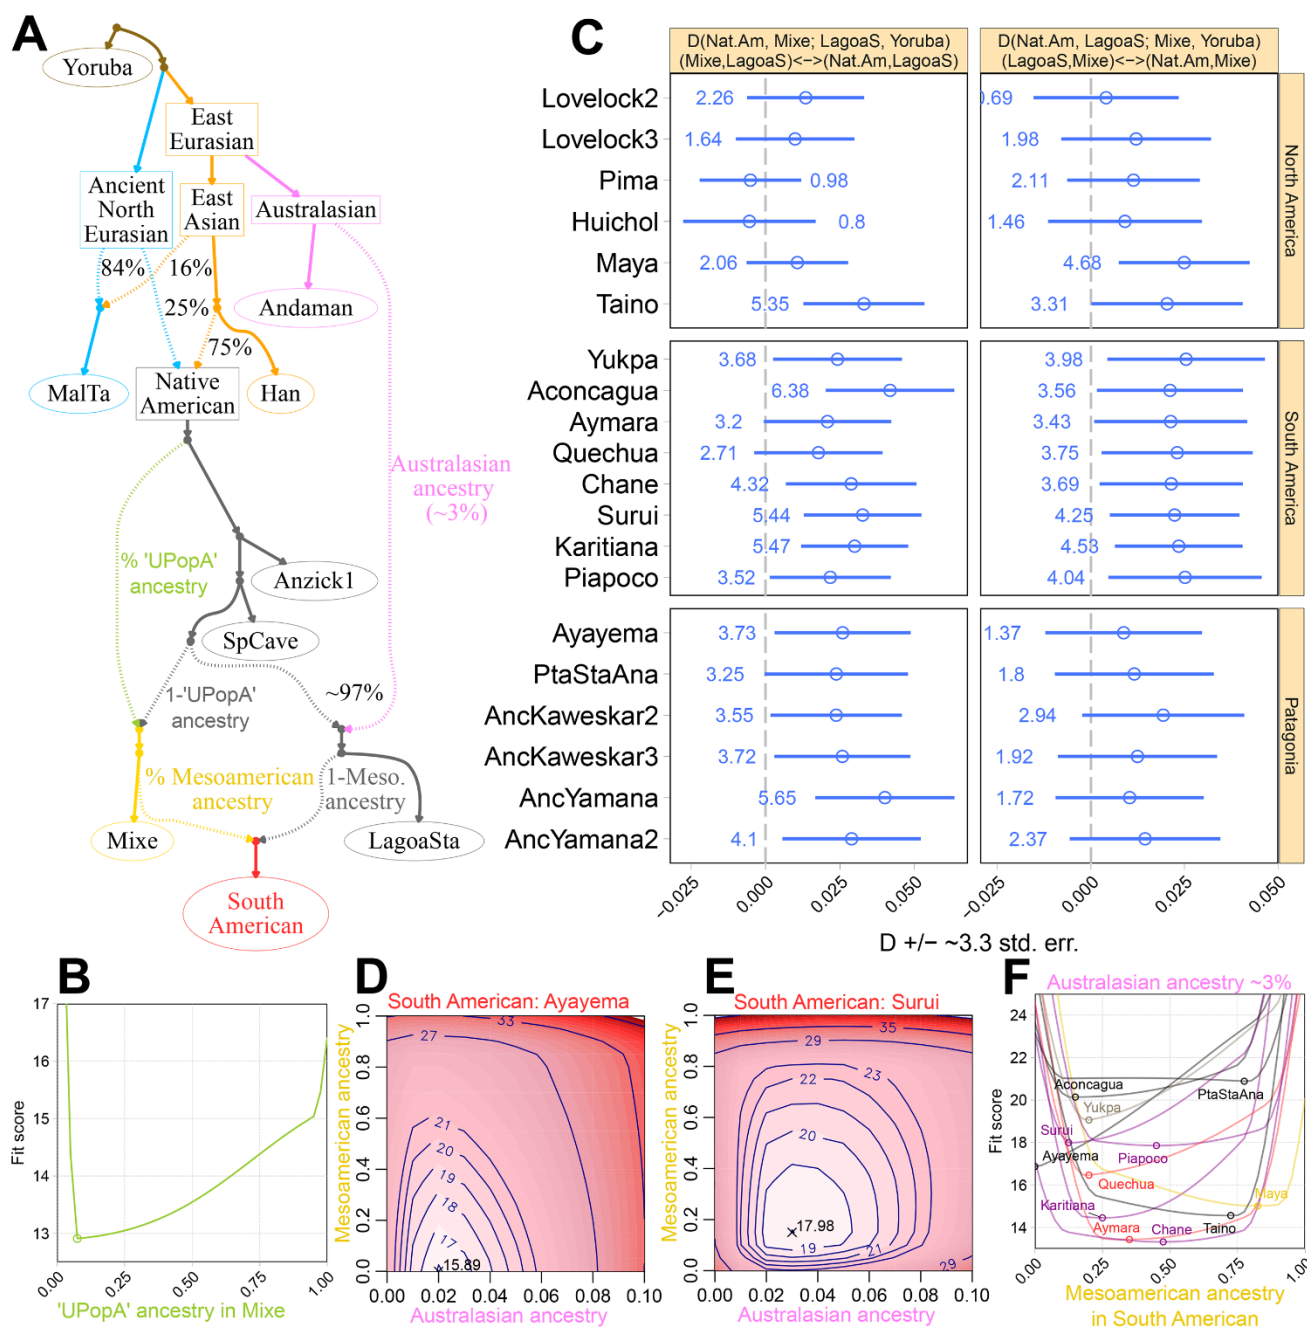 A
Yoruba
East
Eurasian
Ancient
North
Eurasian
East
Asian
Australasian
84%
16%
25%
75%
Andaman
MalTa
Native
American
Han
Australasian
ancestry
(~3%)
% 'UPopA'
ancestry
Anzick1
SpCave
1-'UPopA'
ancestry
~97%
% Mesoamerican
ancestry
1-Meso.
ancestry
Mixe
LagoaSta
South
American
C
D(Nat.Am, Mixe; LagoaS, Yoruba)
(Mixe,LagoaS)<->(Nat.Am,LagoaS)
D(Nat.Am, LagoaS; Mixe, Yoruba)
(LagoaS,Mixe)<->(Nat.Am,Mixe)
Lovelock2 2.26 0.69
Lovelock3 1.64 1.98
Pima 0.98 2.11
Huichol 0.8 1.46
Maya 2.06 4.68
Taino 5.35 3.31
North America
Yukpa 3.68 3.98
Aconcagua 6.38 3.56
Aymara 3.2 3.43
Quechua 2.71 3.75
Chane 4.32 3.69
Surui 5.44 4.25
Karitiana 5.47 4.53
Piapoco 3.52 4.04
South America
Ayayema 3.73 1.37
PtaStaAna 3.25 1.8
AncKaweskar2 3.55 2.94
AncKaweskar3 3.72 1.92
AncYamana 5.65 1.72
AncYamana2 4.1 2.37
Patagonia
−0.025 0.000 0.025 0.050 −0.025 0.000 0.025 0.050
D +/− ~3.3 std. err.
B
17
16
15
14
13
Fit score
0.00 0.25 0.50 0.75 1.00
'UPopA' ancestry in Mixe
D
South American: Ayayema
Mesoamerican ancestry
1.0
0.8
0.6
0.4
0.2
0.0
33
27
21
20
19
18
17
15.89
0.00 0.02 0.04 0.06 0.08 0.10
Australasian ancestry
E
South American: Surui
Mesoamerican ancestry
1.0
0.8
0.6
0.4
0.2
0.0
35
29
23
22
20
17.98
19
21
29
0.00 0.02 0.04 0.06 0.08 0.10
Australasian ancestry
F
Australasian ancestry ~3%
Fit score
24
22
20
18
16
14
Aconcagua
PtaStaAna
Yukpa
Surui
Ayayema
Piapoco
Quechua
Maya
Karitiana
Aymara
Chane
Taino
0.00 0.25 0.50 0.75 1.00
Mesoamerican ancestry
in South American